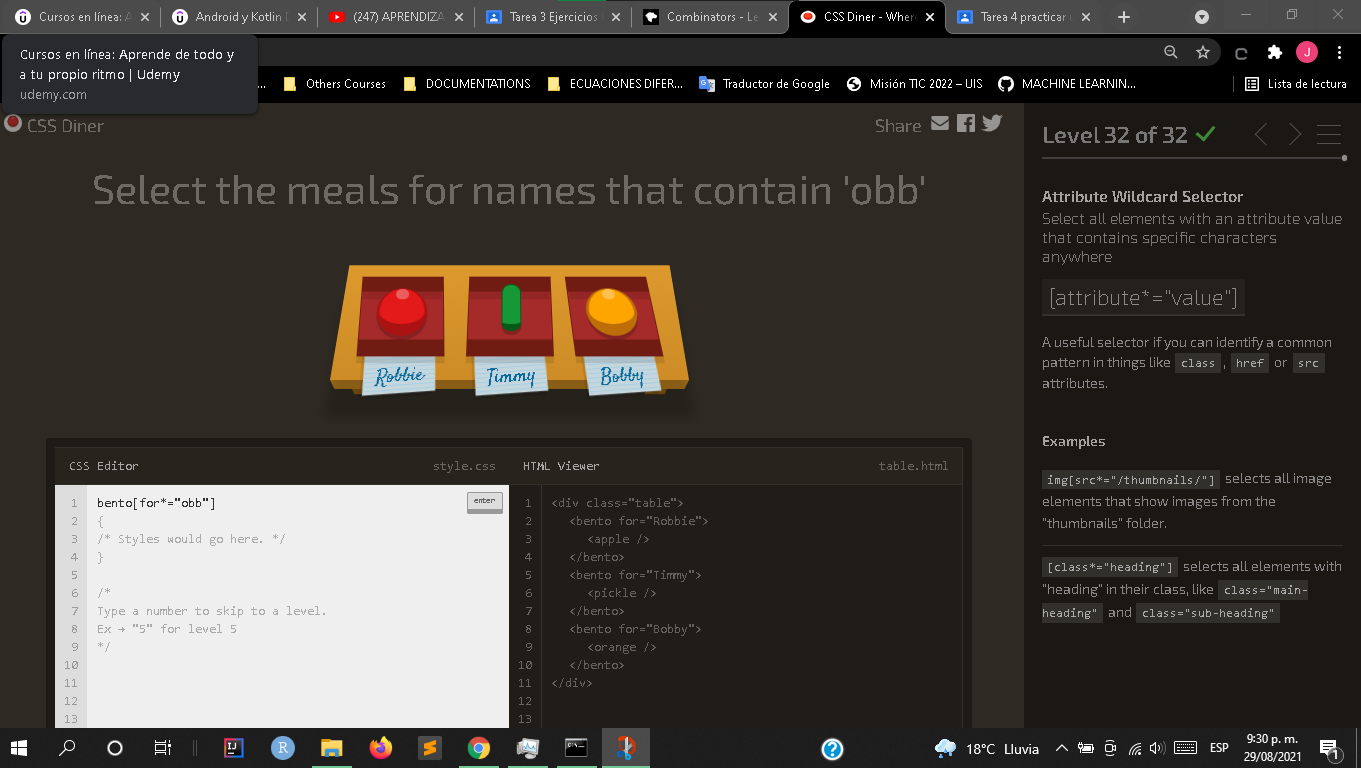 Cursos en línea: A
Android y Kotlin
(247) APRENDIZA
Tarea 3 Ejercicios
Combinators - Le
CSS Diner - Wher
Tarea 4 practicar
Cursos en línea: Aprende de todo y
a tu propio ritmo | Udemy
udemy.com
J
...
Others Courses
DOCUMENTATIONS
ECUACIONES DIFER...
Traductor de Google
Misión TIC 2022 – UIS
MACHINE LEARNIN...
Lista de lectura
CSS Diner
Share
Select the meals for names that contain 'obb'
Robbie
Timmy
Bobby
CSS Editor
style.css
HTML Viewer
table.html
1 bento[for*="obb"]
enter
2 {
3 /* Styles would go here. */
4 }
5
6 /*
7 Type a number to skip to a level.
8 Ex → "5" for level 5
9 */
10
11
12
13
1 <div class="table">
2 <bento for="Robbie">
3 <apple />
4 </bento>
5 <bento for="Timmy">
6 <pickle />
7 </bento>
8 <bento for="Bobby">
9 <orange />
10 </bento>
11 </div>
12
13
Level 32 of 32
Attribute Wildcard Selector
Select all elements with an attribute value
that contains specific characters
anywhere
[attribute*="value"]
A useful selector if you can identify a common
pattern in things like class , href or src
attributes.
Examples
img[src*="/thumbnails/"] selects all image
elements that show images from the
"thumbnails" folder.
[class*="heading"] selects all elements with
"heading" in their class, like class="main-
heading" and class="sub-heading"
18°C Lluvia
ESP
9:30 p. m.
29/08/2021
1